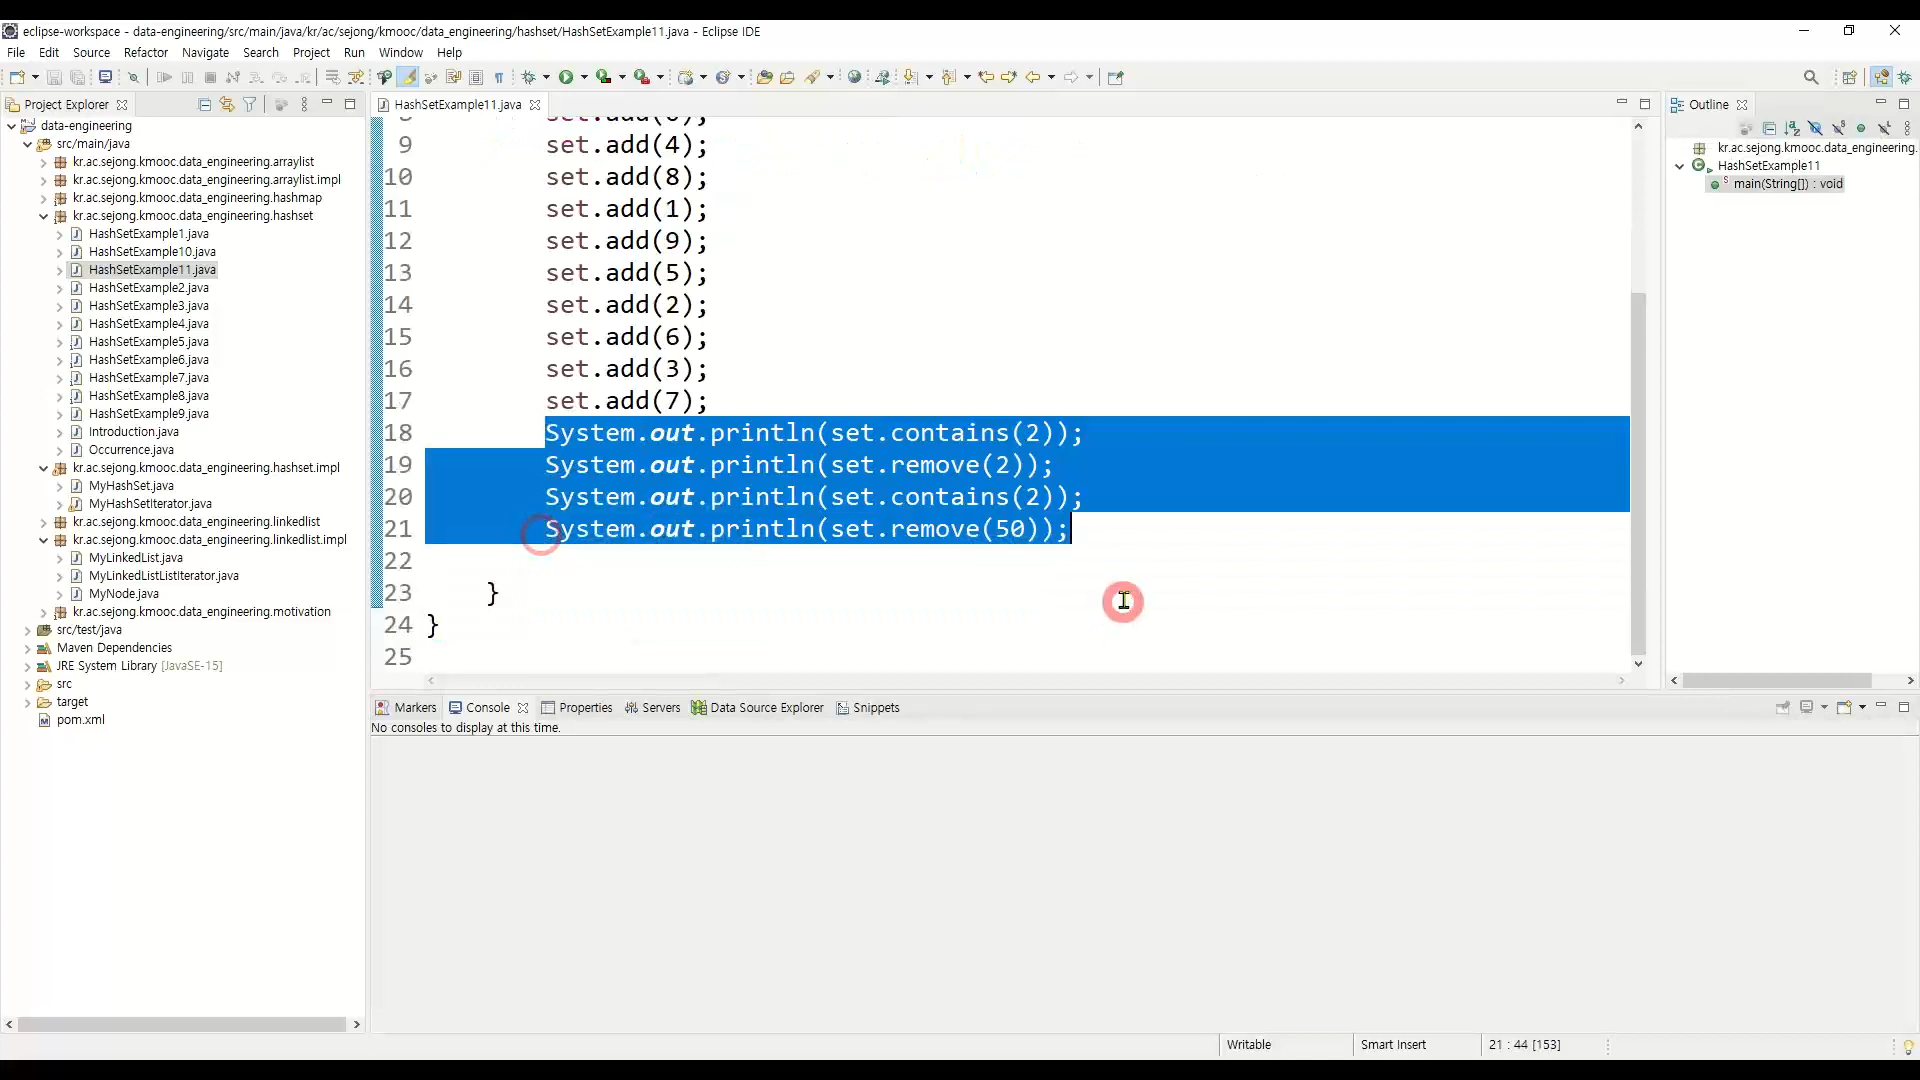 eclipse-workspace - data-engineering/src/main/java/kr/ac/sejong/kmooc/data_engineering/hashset/HashSetExample11.java - Eclipse IDE
File Edit Source Refactor Navigate Search Project Run Window Help
Project Explorer
data-engineering
src/main/java
kr.ac.sejong.kmooc.data_engineering.arraylist
kr.ac.sejong.kmooc.data_engineering.arraylist.impl
kr.ac.sejong.kmooc.data_engineering.hashmap
kr.ac.sejong.kmooc.data_engineering.hashset
HashSetExample1.java
HashSetExample10.java
HashSetExample11.java
HashSetExample2.java
HashSetExample3.java
HashSetExample4.java
HashSetExample5.java
HashSetExample6.java
HashSetExample7.java
HashSetExample8.java
HashSetExample9.java
Introduction.java
Occurrence.java
kr.ac.sejong.kmooc.data_engineering.hashset.impl
MyHashSet.java
MyHashSetIterator.java
kr.ac.sejong.kmooc.data_engineering.linkedlist
kr.ac.sejong.kmooc.data_engineering.linkedlist.impl
MyLinkedList.java
MyLinkedListListIterator.java
MyNode.java
kr.ac.sejong.kmooc.data_engineering.motivation
src/test/java
Maven Dependencies
JRE System Library [JavaSE-15]
src
target
pom.xml
HashSetExample11.java
9 set.add(4);
10 set.add(8);
11 set.add(1);
12 set.add(9);
13 set.add(5);
14 set.add(2);
15 set.add(6);
16 set.add(3);
17 set.add(7);
18 System.out.println(set.contains(2));
19 System.out.println(set.remove(2));
20 System.out.println(set.contains(2));
21 System.out.println(set.remove(50));
22
23 }
24 }
25
Outline
kr.ac.sejong.kmooc.data_engineering.
HashSetExample11
main(String[]) : void
Markers Console Properties Servers Data Source Explorer Snippets
No consoles to display at this time.
Writable Smart Insert 21 : 44 [153]